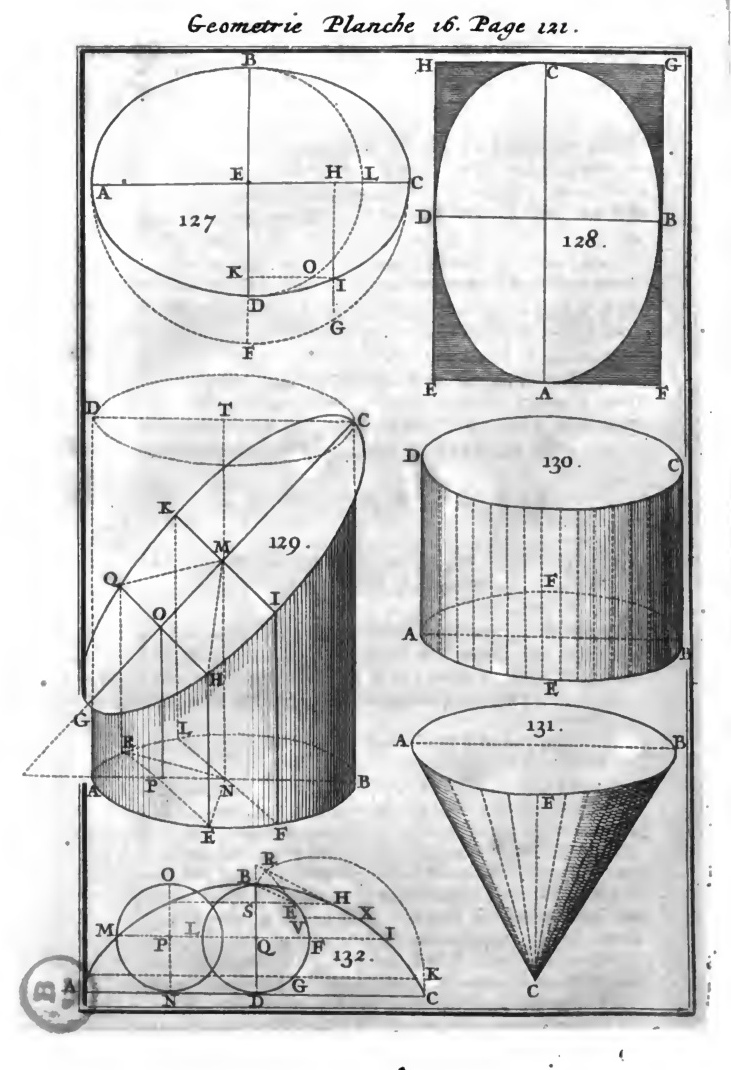 Geometrie Planche 16. Page 121.
B
A E H L C
127
K O I
D
G
F
H C G
D B
128.
E A F
D T C
K
M 129.
Q
O I
H
G
R L
A P N B
E F
D 130. C
F
A B
E
A 131. B
F
C
O B R
S E H X
M P L Q V F I
132.
A G K
N D C
B